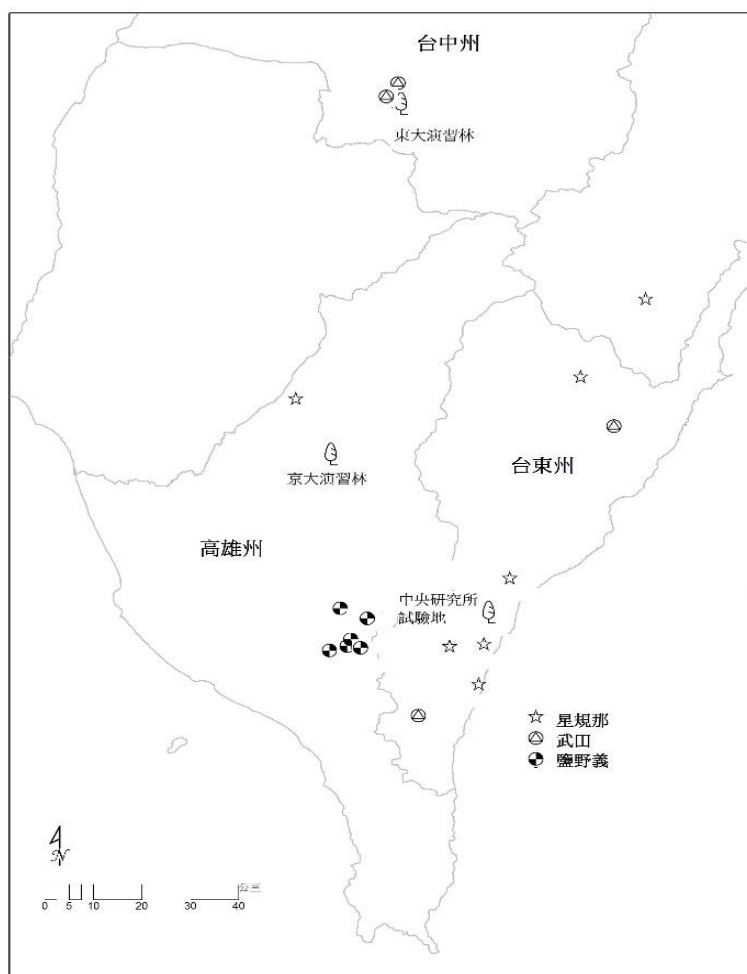 台中州
東大演習林
台東州
京大演習林
高雄州
中央研究所
試驗地
星規那
武田
鹽野義
N
公里
0 5 10 20 30 40